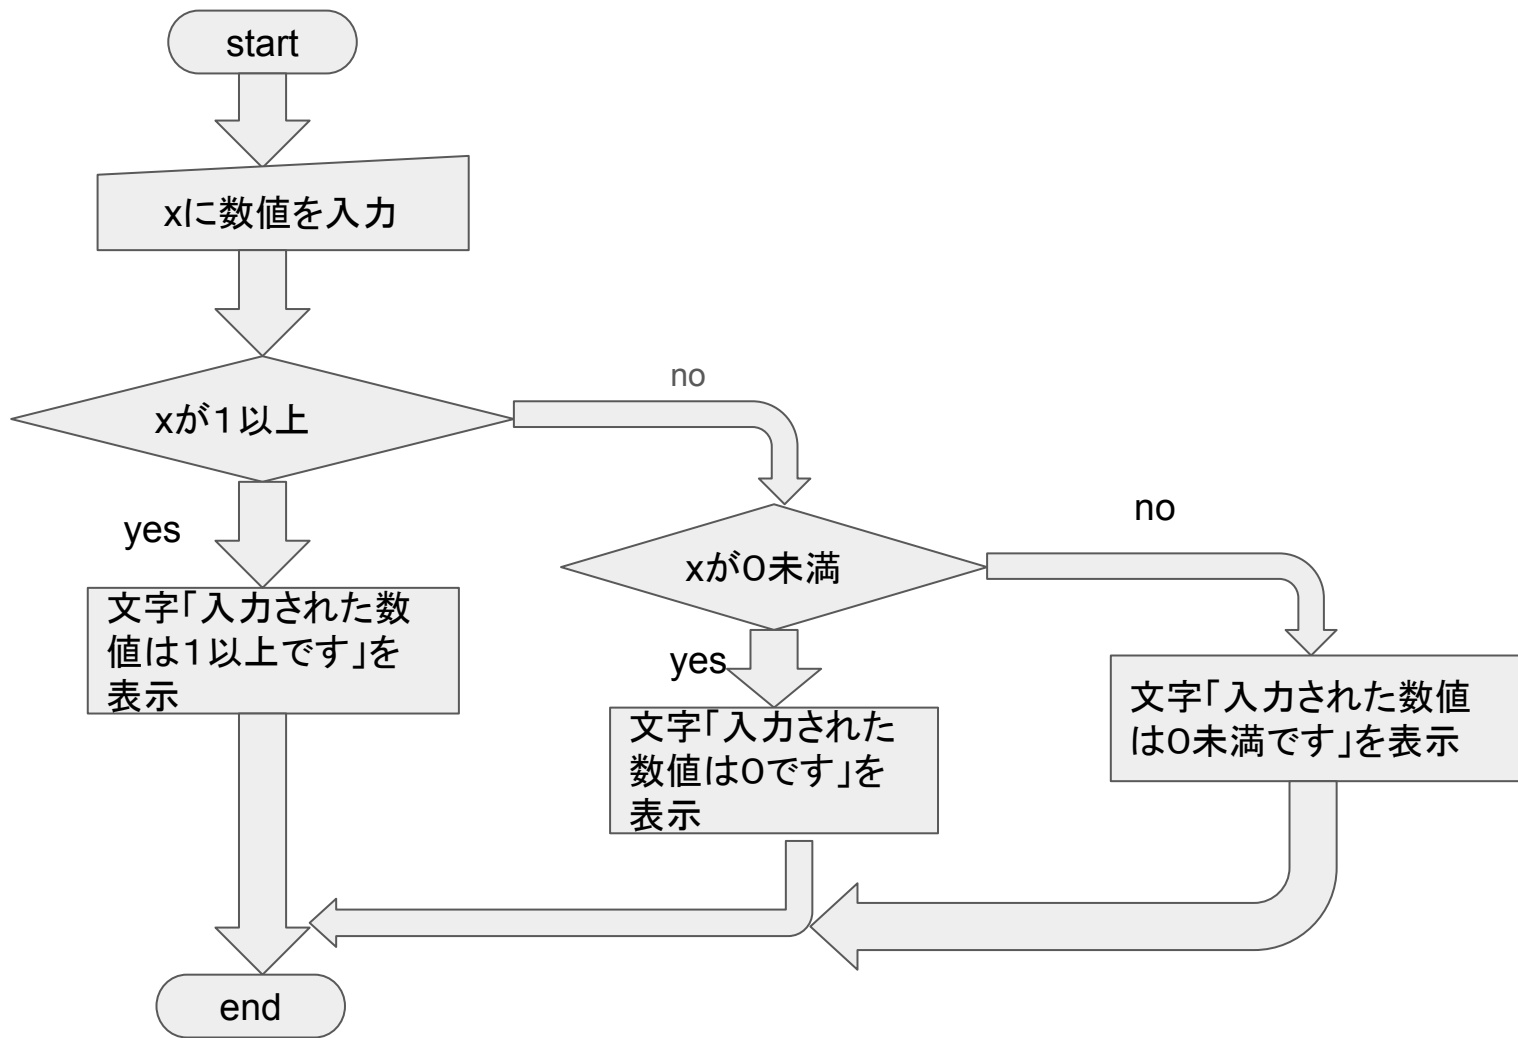 start
xに数値を入力
xが１以上
no
yes
文字「入力された数
値は１以上です」を
表示
xが０未満
no
yes
文字「入力された
数値は０です」を
表示
文字「入力された数値
は０未満です」を表示
end